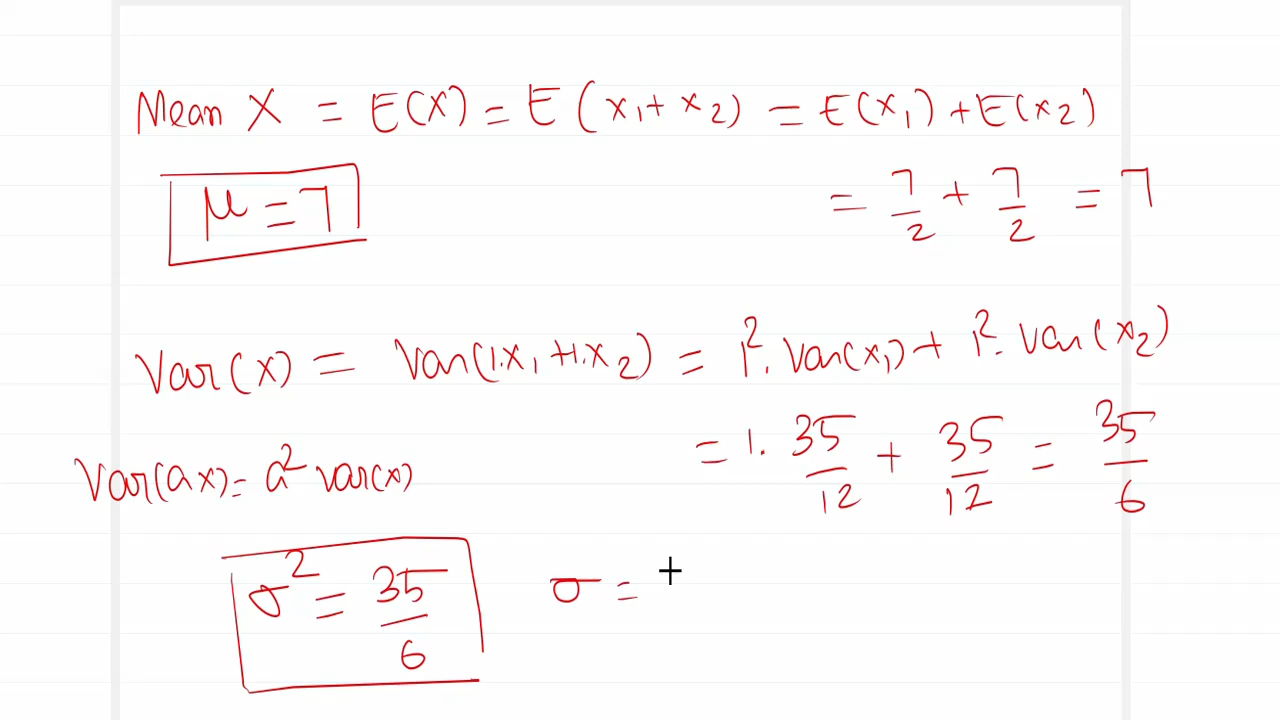 Mean X = E(X) = E(x₁+x₂) = E(x₁)+E(x₂)
= 7/2 + 7/2 = 7
μ = 7
Var(x) = Var(1.x₁+1.x₂) = 1². Var(x₁)+ 1². Var(x₂)
= 1. 35/12 + 35/12 = 35/6
Var(ax)= a² Var(x)
σ² = 35/6
σ =